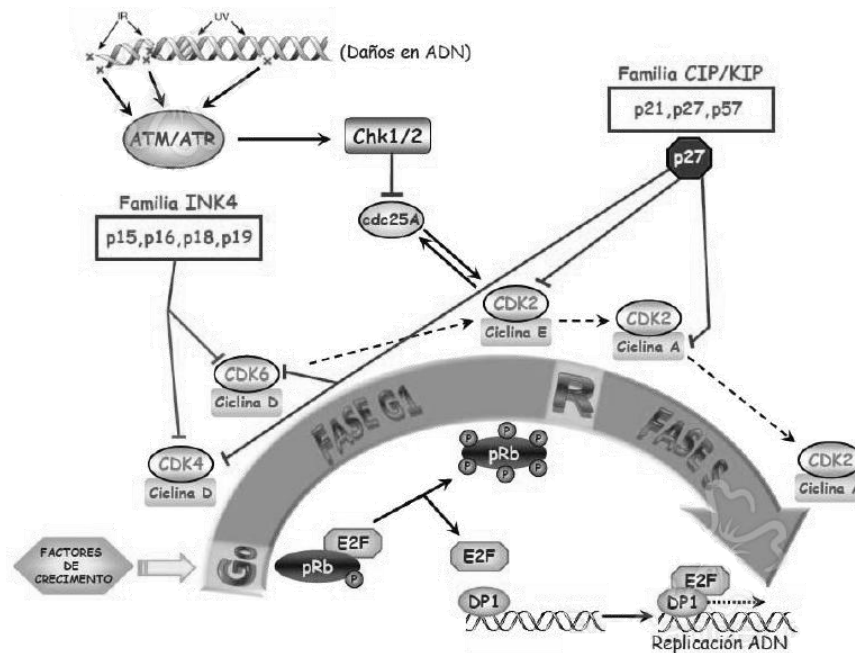 IR
UV
(Daños en ADN)
ATM/ATR
Chk1/2
cdc25A
Familia CIP/KIP
p21,p27,p57
p27
Familia INK4
p15,p16,p18,p19
CDK2
Ciclina E
CDK2
Ciclina A
CDK6
Ciclina D
CDK4
Ciclina D
CDK2
Ciclina A
FASE G1
R
FASE S
G0
P
P
P
P
P
P
pRb
FACTORES
DE
CRECIMENTO
E2F
pRb
P
E2F
DP1
E2F
DP1
Replicación ADN